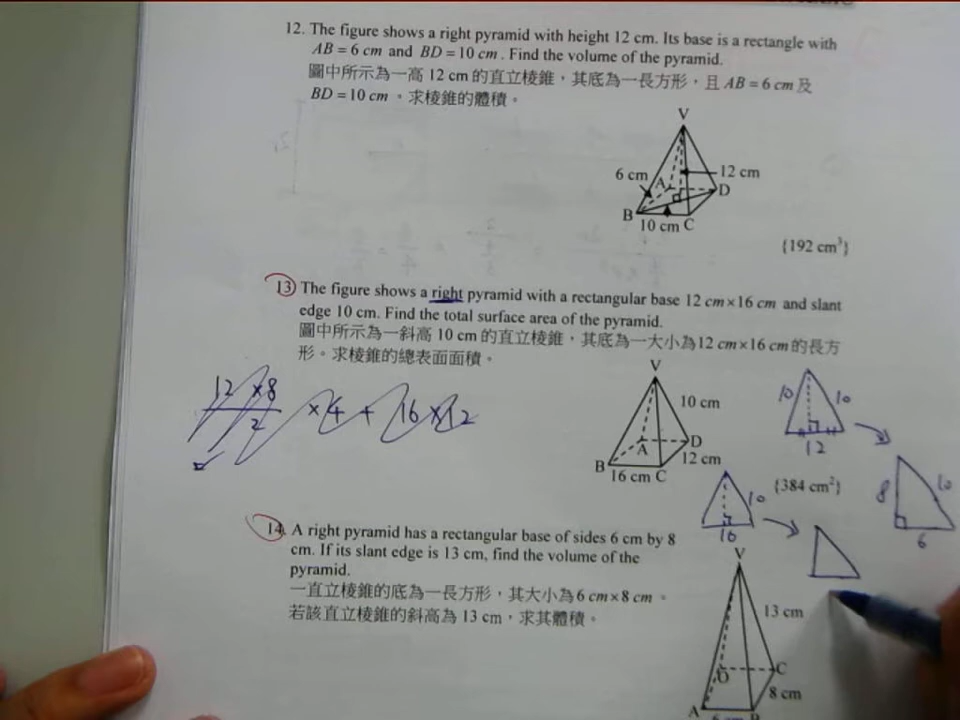 12. The figure shows a right pyramid with height 12 cm. Its base is a rectangle with
AB = 6 cm and BD = 10 cm . Find the volume of the pyramid.
圖中所示為一高 12 cm 的直立棱錐，其底為一長方形，且 AB = 6 cm 及
BD = 10 cm 。求棱錐的體積。
V
6 cm
A
12 cm
D
B
10 cm C
{192 cm³}
13. The figure shows a right pyramid with a rectangular base 12 cm×16 cm and slant
edge 10 cm. Find the total surface area of the pyramid.
圖中所示為一斜高 10 cm 的直立棱錐，其底為一大小為12 cm×16 cm 的長方
形。求棱錐的總表面面積。
12 ×8
2
×4 + 16 ×12
V
10 cm
A
D
B
12 cm
16 cm C
10
10
12
8
10
6
{384 cm²}
10
16
14. A right pyramid has a rectangular base of sides 6 cm by 8
cm. If its slant edge is 13 cm, find the volume of the
pyramid.
一直立棱錐的底為一長方形，其大小為 6 cm×8 cm 。
若該直立棱錐的斜高為 13 cm，求其體積。
V
13 cm
D
C
8 cm
A